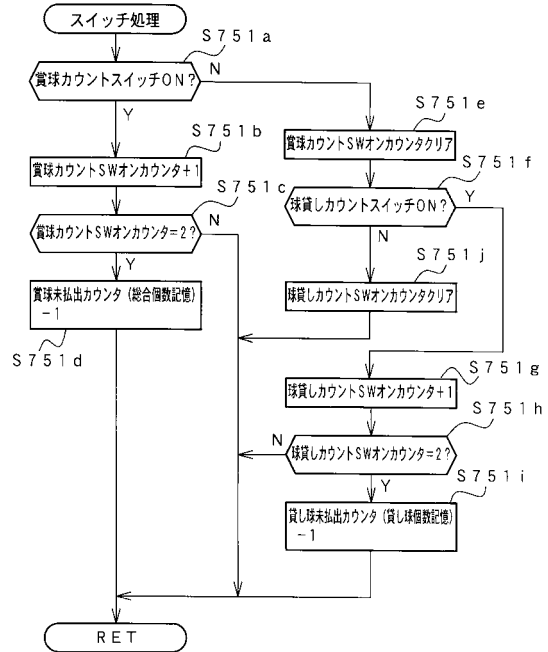 スイッチ処理
S751a
賞球カウントスイッチON?
N
Y
S751b
S751e
賞球カウントSWオンカウンタ+1
賞球カウントSWオンカウンタクリア
S751c
S751f
賞球カウントSWオンカウンタ=2?
N
球貸しカウントスイッチON?
Y
Y
N
賞球未払出カウンタ(総合個数記憶)
-1
S751j
球貸しカウントSWオンカウンタクリア
S751d
S751g
球貸しカウントSWオンカウンタ+1
S751h
N
球貸しカウントSWオンカウンタ=2?
Y
S751i
貸し球未払出カウンタ(貸し球個数記憶)
-1
RET